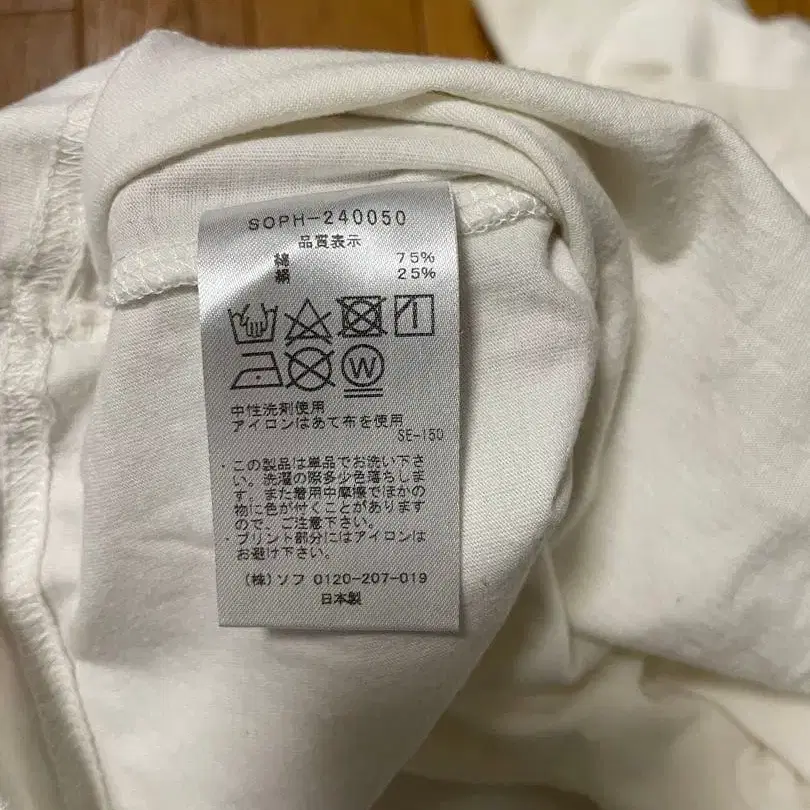 SOPH-240050
品質表示
綿 75%
絹 25%
W
中性洗剤使用
アイロンはあて布を使用
SE-150
・この製品は単品でお洗い下さ
い。洗濯の際多少色落ちしま
す。また着用中摩擦でほかの
物に色が付くことがあります
ので、ご注意下さい。
・プリント部分にはアイロンは
お避け下さい。
(株)ソフ 0120-207-019
日本製